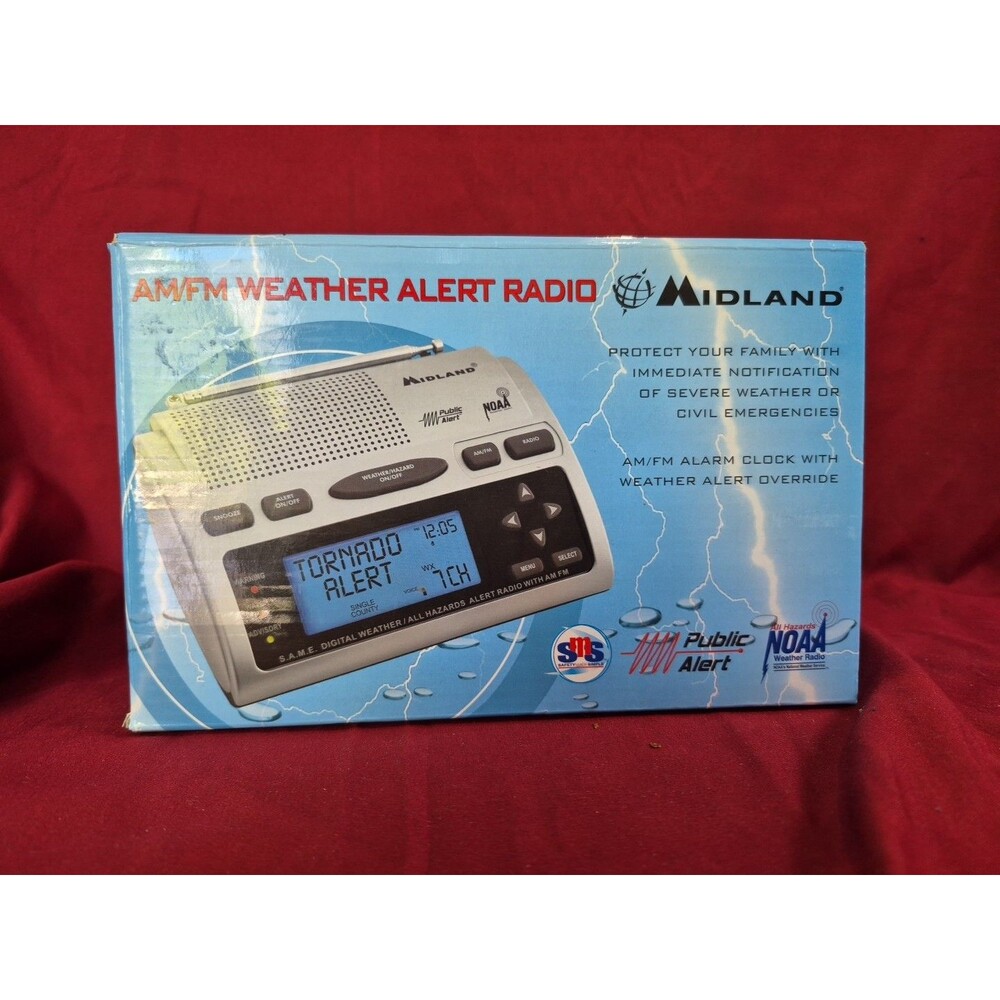 AM/FM WEATHER ALERT RADIO
MIDLAND®
PROTECT YOUR FAMILY WITH
IMMEDIATE NOTIFICATION
OF SEVERE WEATHER OR
CIVIL EMERGENCIES
AM/FM ALARM CLOCK WITH
WEATHER ALERT OVERRIDE
MIDLAND®
Public
Alert
NOAA
SNOOZE
ALERT
ON/OFF
WEATHER/HAZARD
ON/OFF
AM/FM
RADIO
WARNING
ADVISORY
TORNADO
ALERT
12:05
WX
7CH
SINGLE
COUNTY
VOICE
MENU
SELECT
S.A.M.E. DIGITAL WEATHER/ALL HAZARDS ALERT RADIO WITH AM FM
SMS
Public
Alert
All Hazards
NOAA
Weather Radio